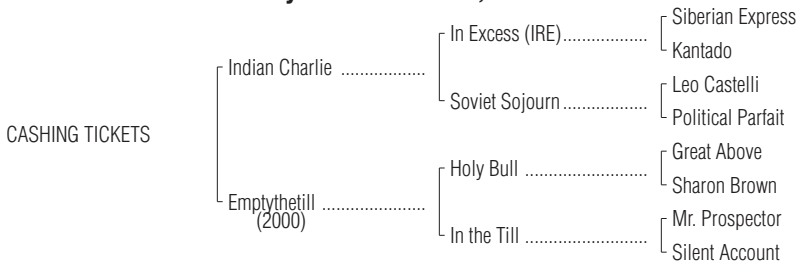 Siberian Express
In Excess (IRE)..................
Kantado
Indian Charlie ..................
Leo Castelli
Soviet Sojourn..................
Political Parfait
CASHING TICKETS
Great Above
Holy Bull ..........................
Sharon Brown
Emptythetill ......................
(2000)
Mr. Prospector
In the Till ..........................
Silent Account